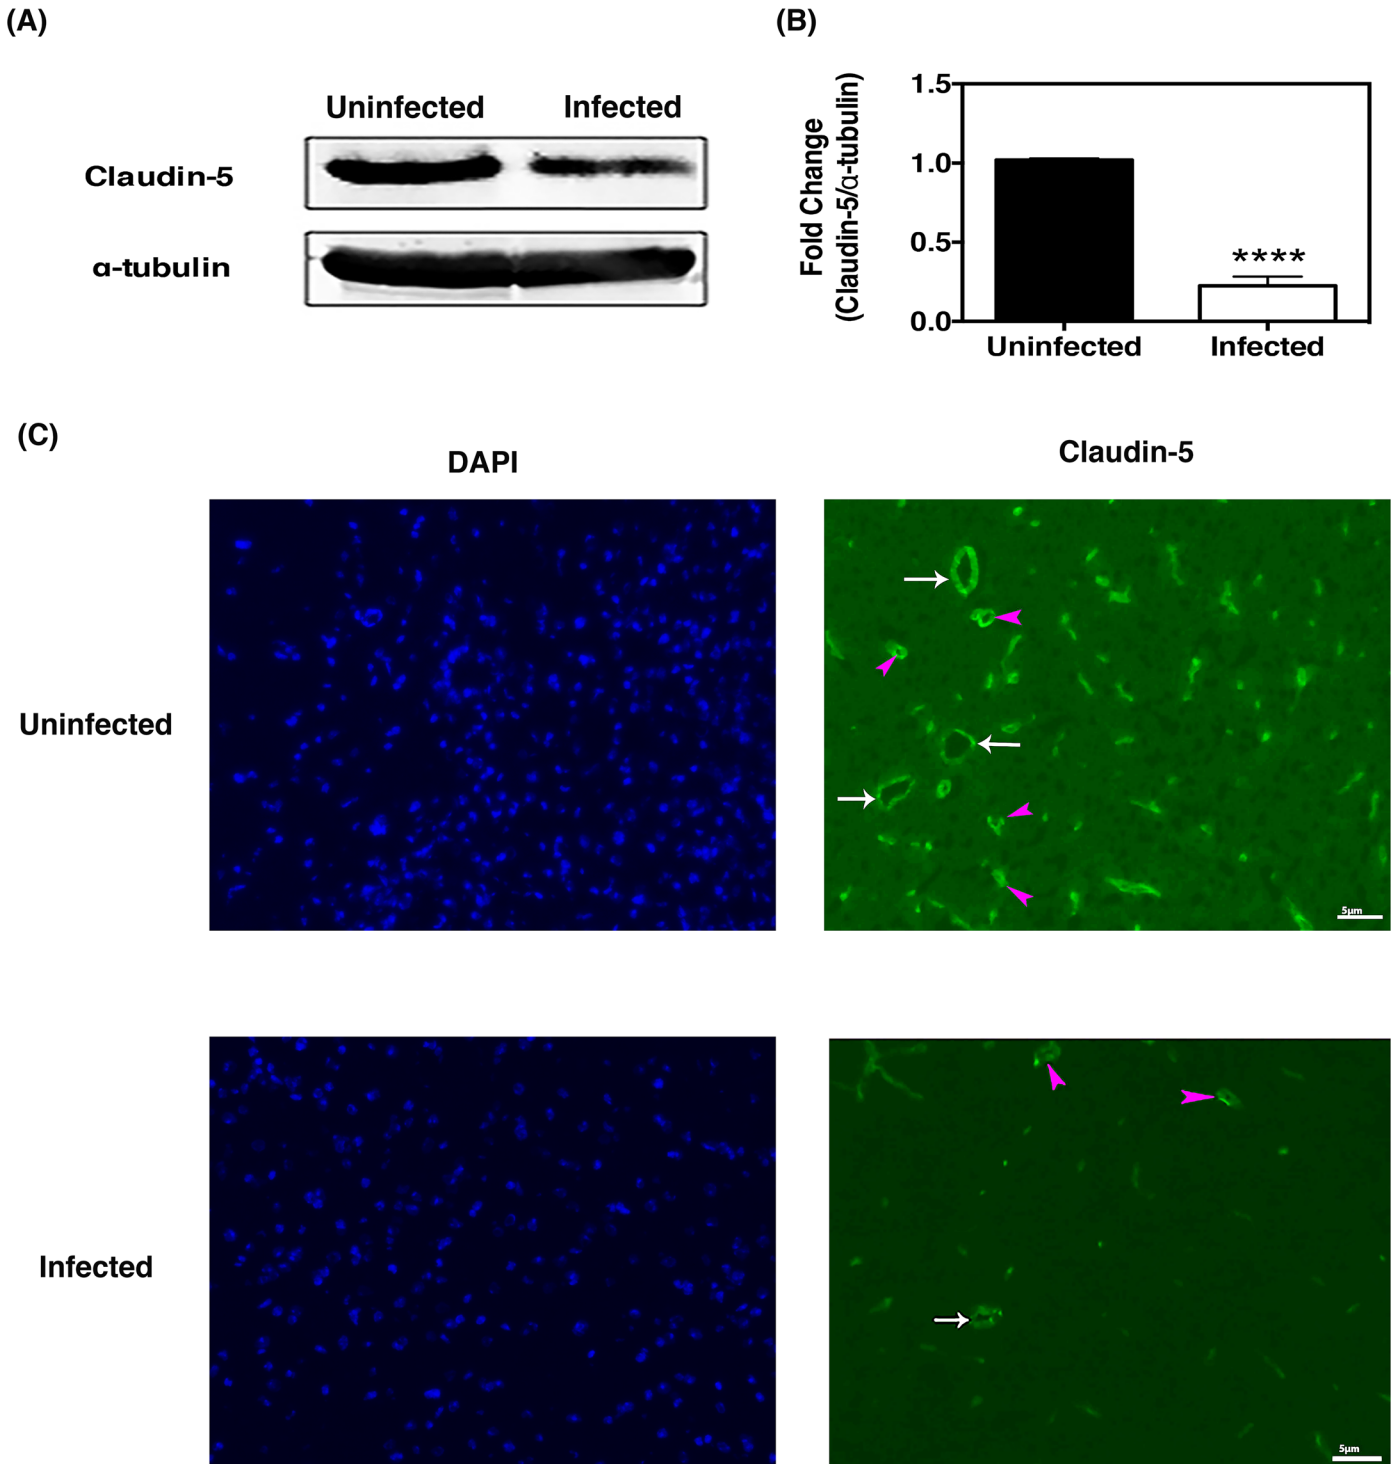 (A)
Uninfected Infected
Claudin-5
α-tubulin
(B)
Fold Change
(Claudin-5/α-tubulin)
1.5
1.0
0.5
0.0
****
Uninfected Infected
(C)
DAPI Claudin-5
Uninfected
5µm
Infected
5µm